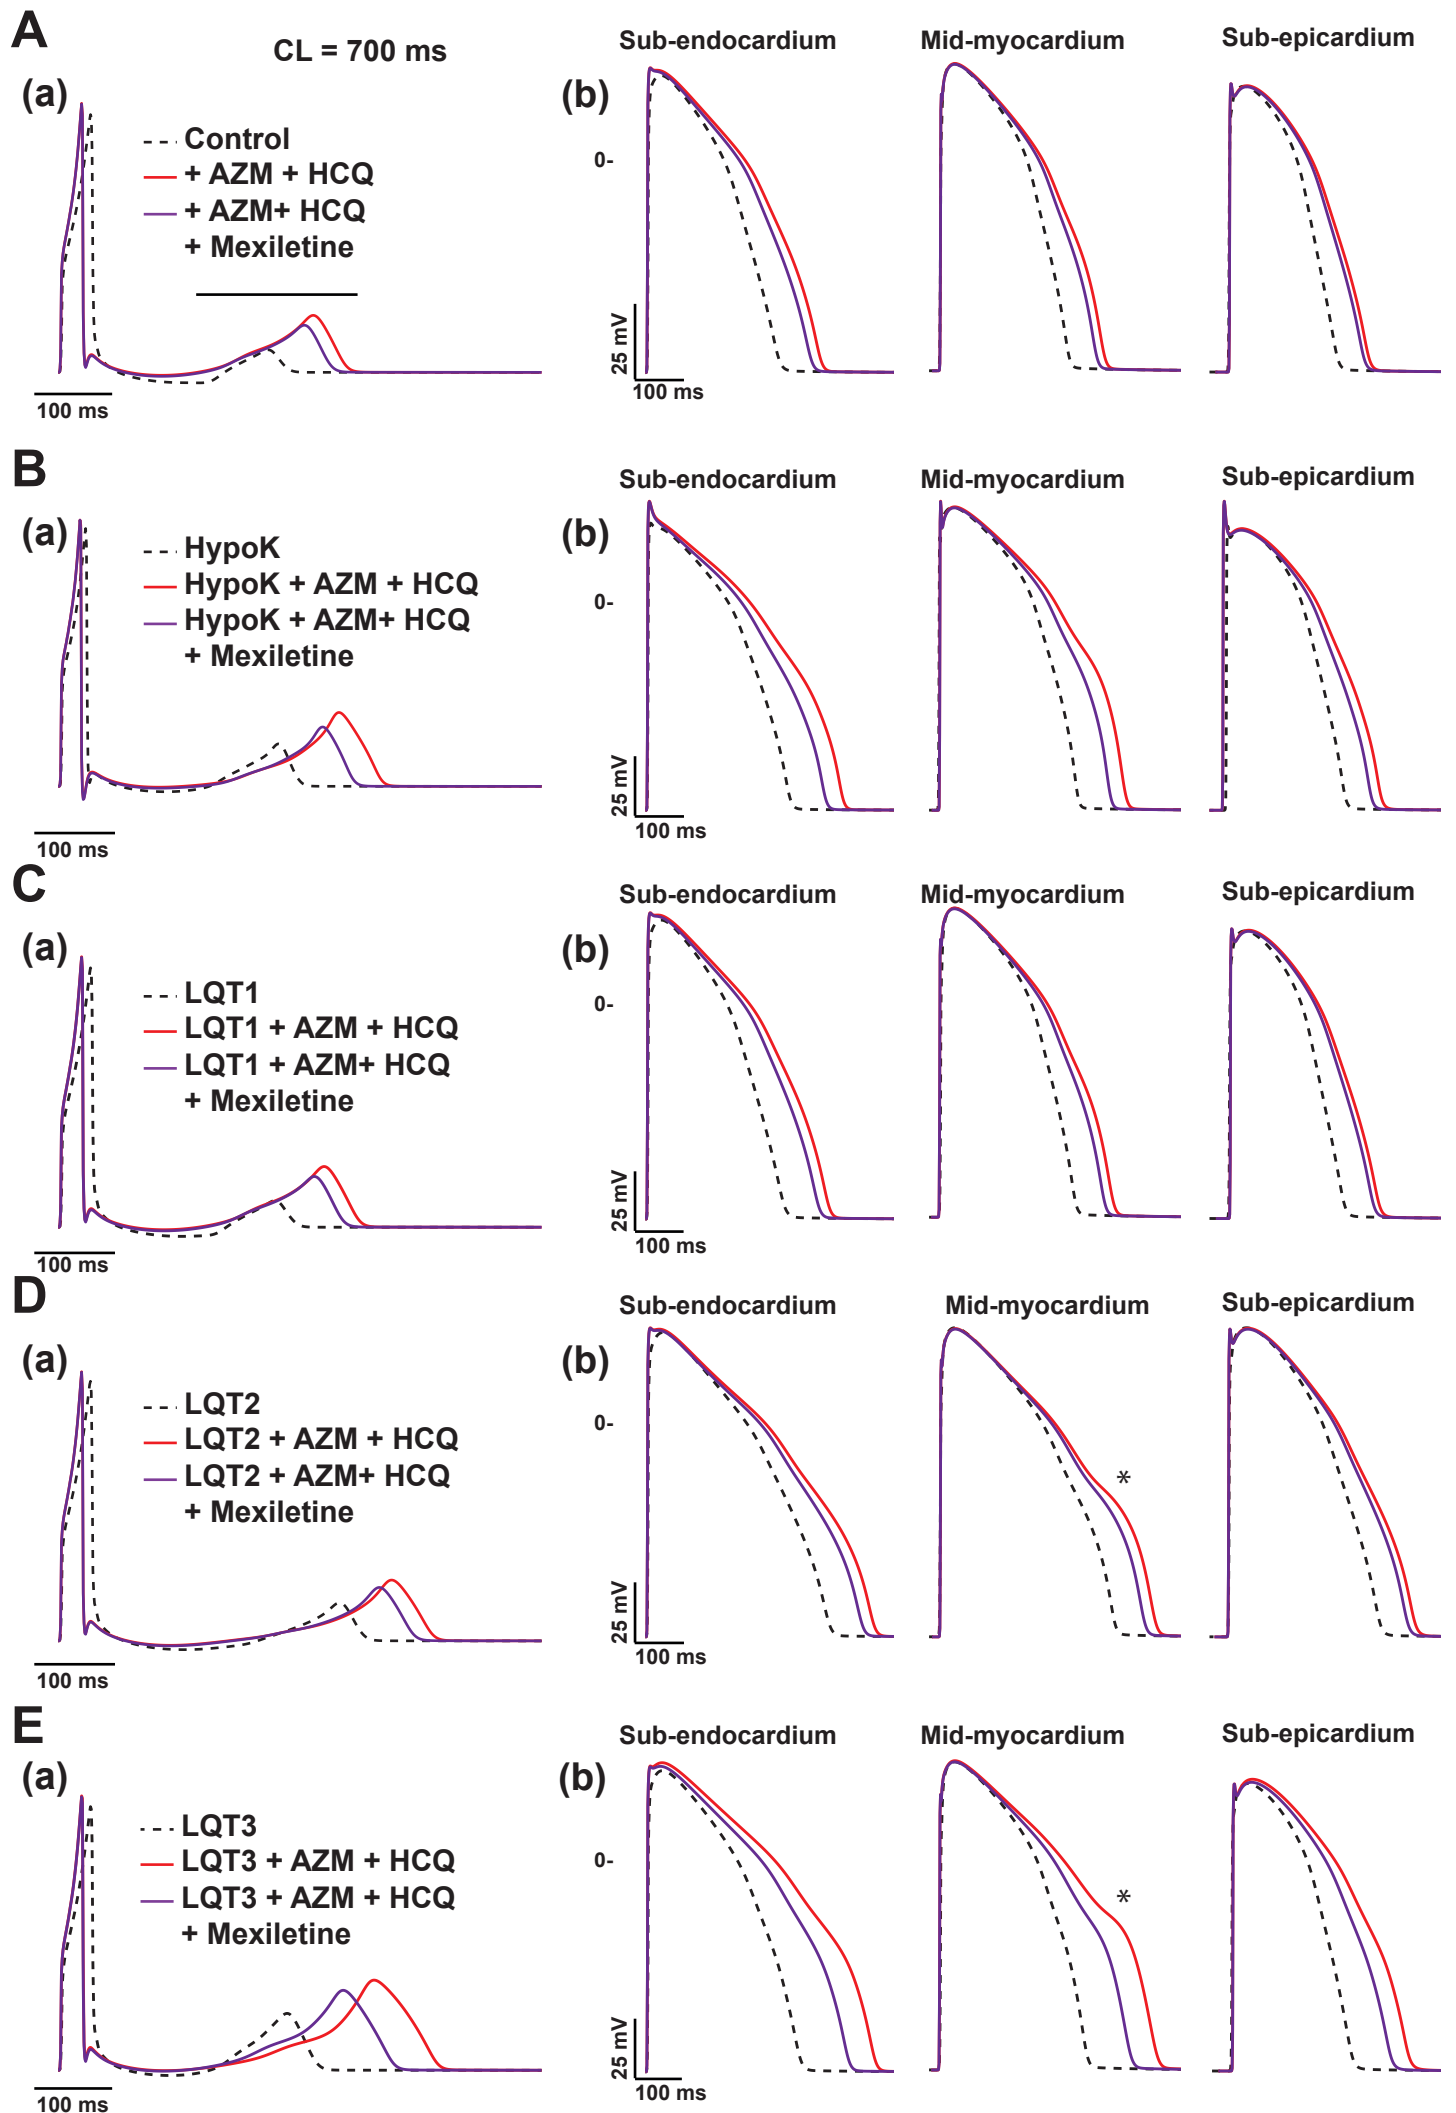 A
CL = 700 ms
Sub-endocardium
Mid-myocardium
Sub-epicardium
(a)
(b)
Control
+ AZM + HCQ
+ AZM+ HCQ
+ Mexiletine
0-
25 mV
100 ms
100 ms
B
Sub-endocardium
Mid-myocardium
Sub-epicardium
(a)
(b)
HypoK
HypoK + AZM + HCQ
HypoK + AZM+ HCQ
+ Mexiletine
0-
25 mV
100 ms
100 ms
C
Sub-endocardium
Mid-myocardium
Sub-epicardium
(a)
(b)
LQT1
LQT1 + AZM + HCQ
LQT1 + AZM+ HCQ
+ Mexiletine
0-
25 mV
100 ms
100 ms
D
Sub-endocardium
Mid-myocardium
Sub-epicardium
(a)
(b)
LQT2
LQT2 + AZM + HCQ
LQT2 + AZM+ HCQ
+ Mexiletine
0-
*
25 mV
100 ms
100 ms
E
Sub-endocardium
Mid-myocardium
Sub-epicardium
(a)
(b)
LQT3
LQT3 + AZM + HCQ
LQT3 + AZM + HCQ
+ Mexiletine
0-
*
25 mV
100 ms
100 ms